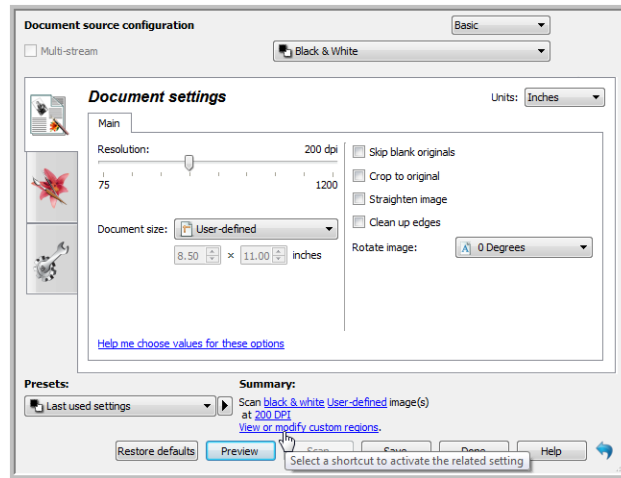 Document source configuration
Basic
Multi-stream
Black & White
Document settings
Units: Inches
Main
Resolution: 200 dpi
75 1200
Document size: User-defined
8.50 × 11.00 inches
Skip blank originals
Crop to original
Straighten image
Clean up edges
Rotate image: 0 Degrees
Help me choose values for these options
Presets:
Last used settings
Summary:
Scan black & white User-defined image(s)
at 200 DPI
View or modify custom regions.
Restore defaults Preview Scan Save Done Help
Select a shortcut to activate the related setting